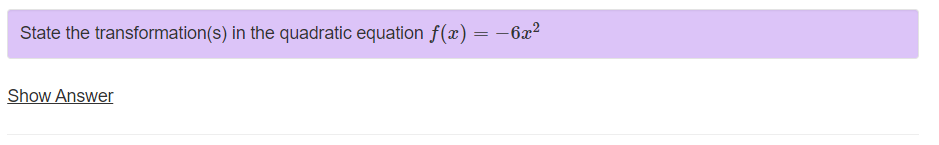 State the transformation(s) in the quadratic equation f(x) = −6x²
Show Answer